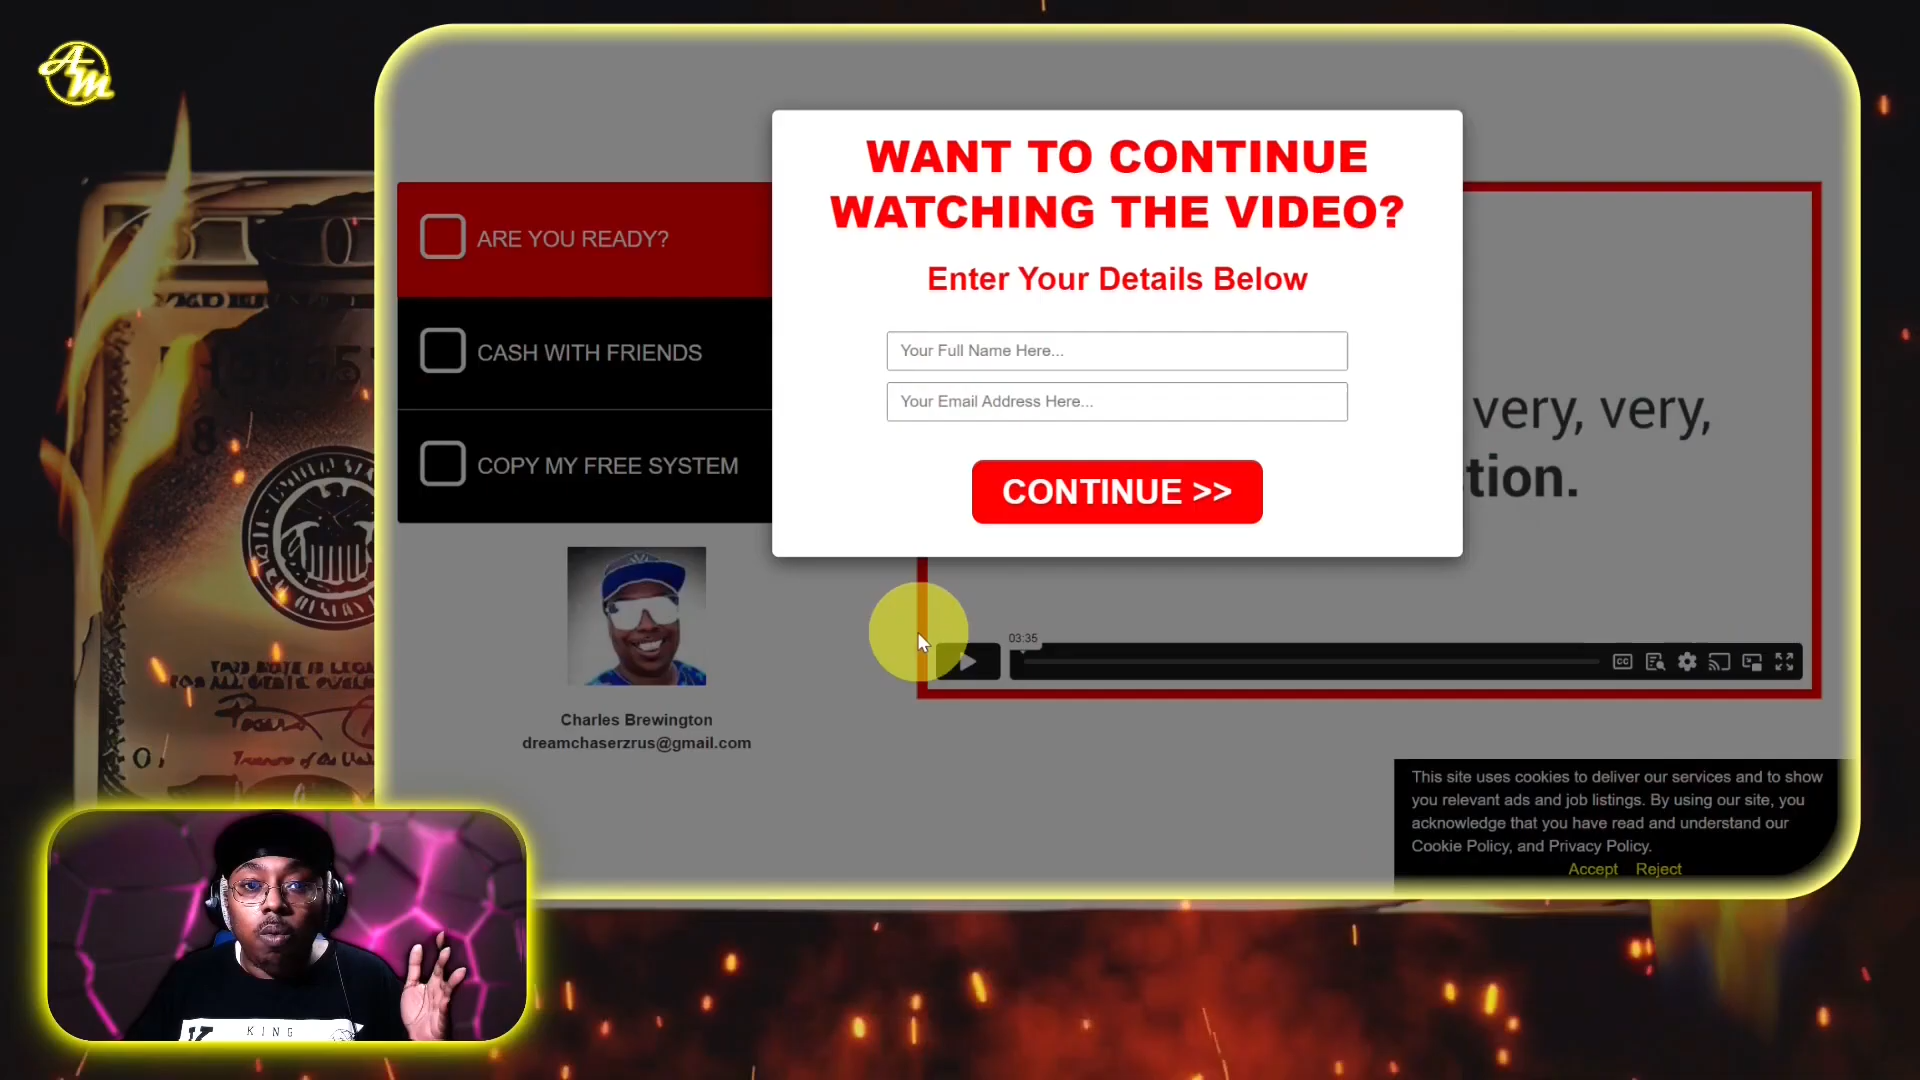 AM
WANT TO CONTINUE
WATCHING THE VIDEO?
Enter Your Details Below
Your Full Name Here...
Your Email Address Here...
CONTINUE >>
ARE YOU READY?
CASH WITH FRIENDS
COPY MY FREE SYSTEM
very, very,
tion.
03:35
CC
Charles Brewington
dreamchaserzrus@gmail.com
This site uses cookies to deliver our services and to show
you relevant ads and job listings. By using our site, you
acknowledge that you have read and understand our
Cookie Policy, and Privacy Policy.
Accept Reject
KING